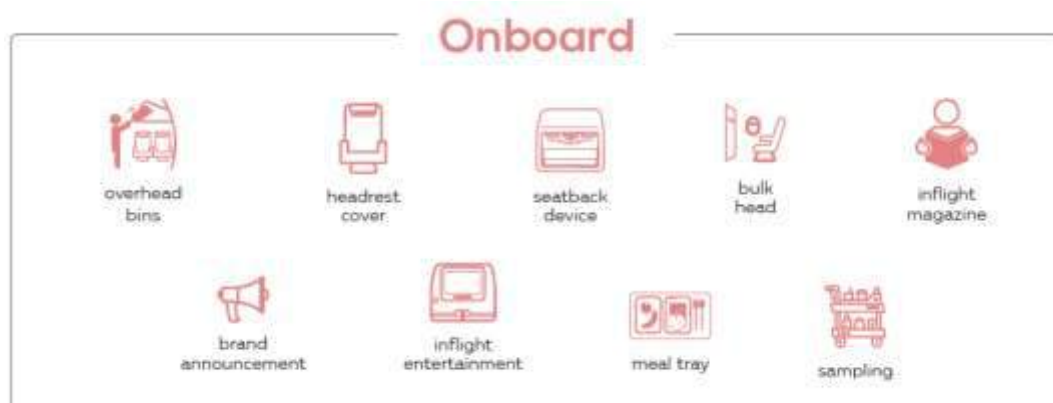 Onboard
overhead
bins
headrest
cover
seatback
device
bulk
head
inflight
magazine
brand
announcement
inflight
entertainment
meal tray
sampling